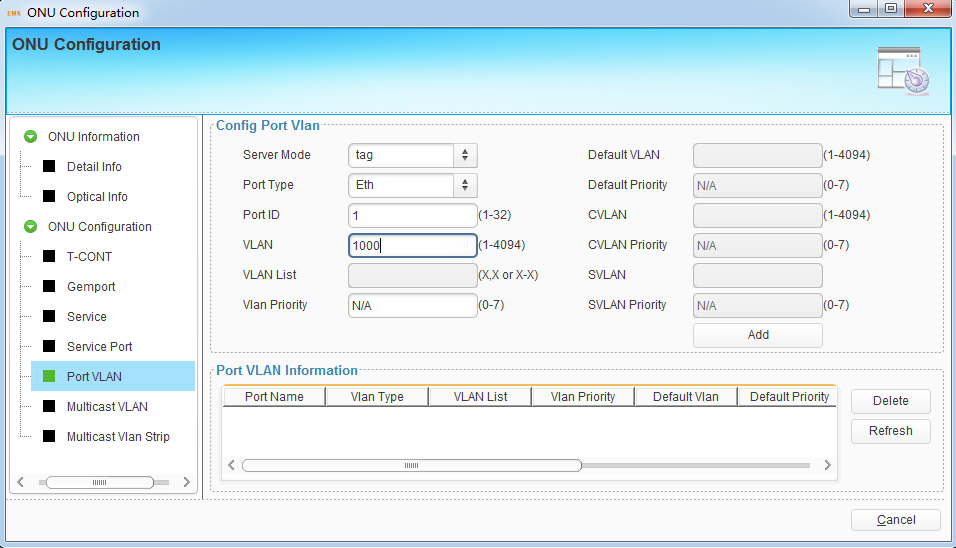 EMS ONU Configuration
ONU Configuration
ONU Information
Detail Info
Optical Info
ONU Configuration
T-CONT
Gemport
Service
Service Port
Port VLAN
Multicast VLAN
Multicast Vlan Strip
Config Port Vlan
Server Mode tag Default VLAN (1-4094)
Port Type Eth Default Priority N/A (0-7)
Port ID 1 (1-32) CVLAN (1-4094)
VLAN 1000 (1-4094) CVLAN Priority N/A (0-7)
VLAN List (X,X or X-X) SVLAN
Vlan Priority N/A (0-7) SVLAN Priority N/A (0-7)
Add
Port VLAN Information
Port Name Vlan Type VLAN List Vlan Priority Default Vlan Default Priority
Delete
Refresh
Cancel